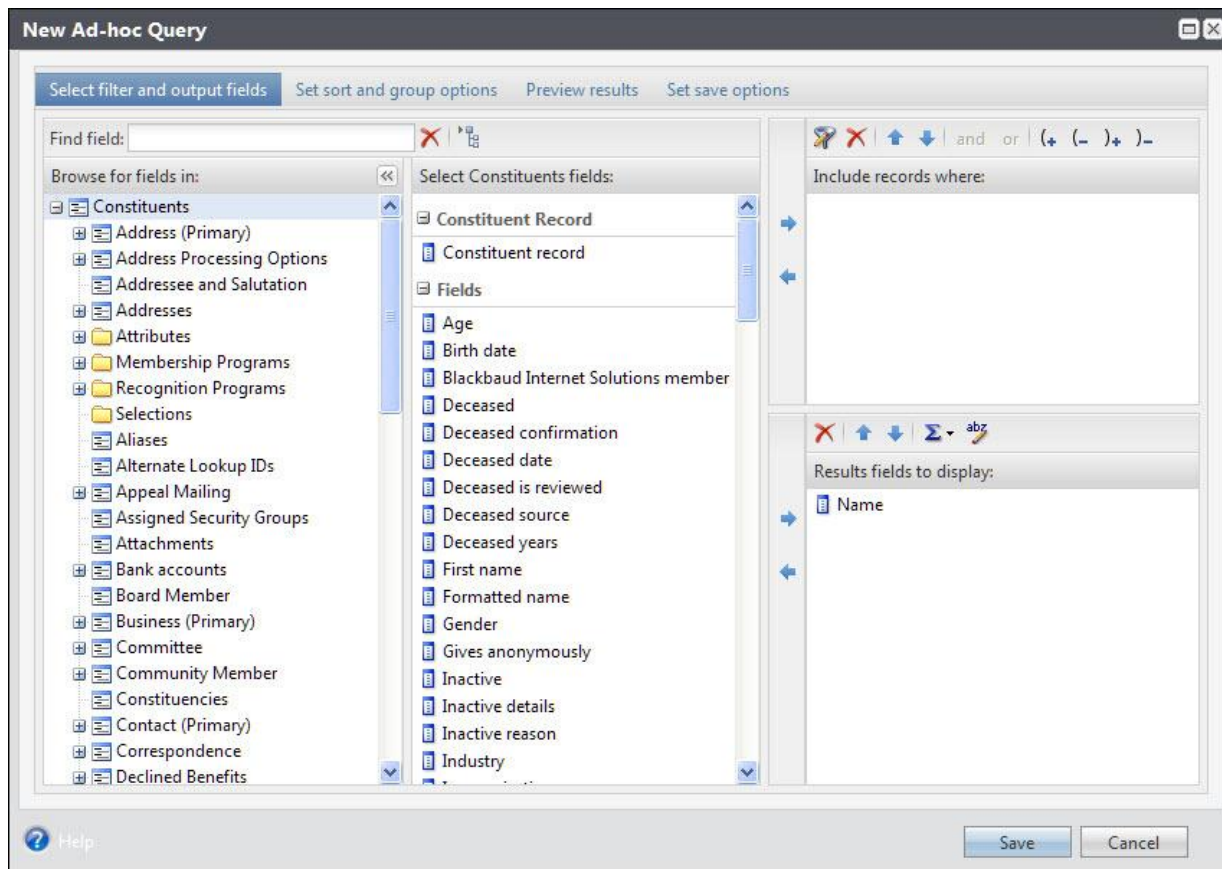 New Ad-hoc Query
Select filter and output fields
Set sort and group options
Preview results
Set save options
Find field:
Browse for fields in:
Constituents
Address (Primary)
Address Processing Options
Addressee and Salutation
Addresses
Attributes
Membership Programs
Recognition Programs
Selections
Aliases
Alternate Lookup IDs
Appeal Mailing
Assigned Security Groups
Attachments
Bank accounts
Board Member
Business (Primary)
Committee
Community Member
Constituencies
Contact (Primary)
Correspondence
Declined Benefits
Select Constituents fields:
Constituent Record
Constituent record
Fields
Age
Birth date
Blackbaud Internet Solutions member
Deceased
Deceased confirmation
Deceased date
Deceased is reviewed
Deceased source
Deceased years
First name
Formatted name
Gender
Gives anonymously
Inactive
Inactive details
Inactive reason
Industry
and or (+ (- )+ )-
Include records where:
Σ abz
Results fields to display:
Name
Help
Save
Cancel